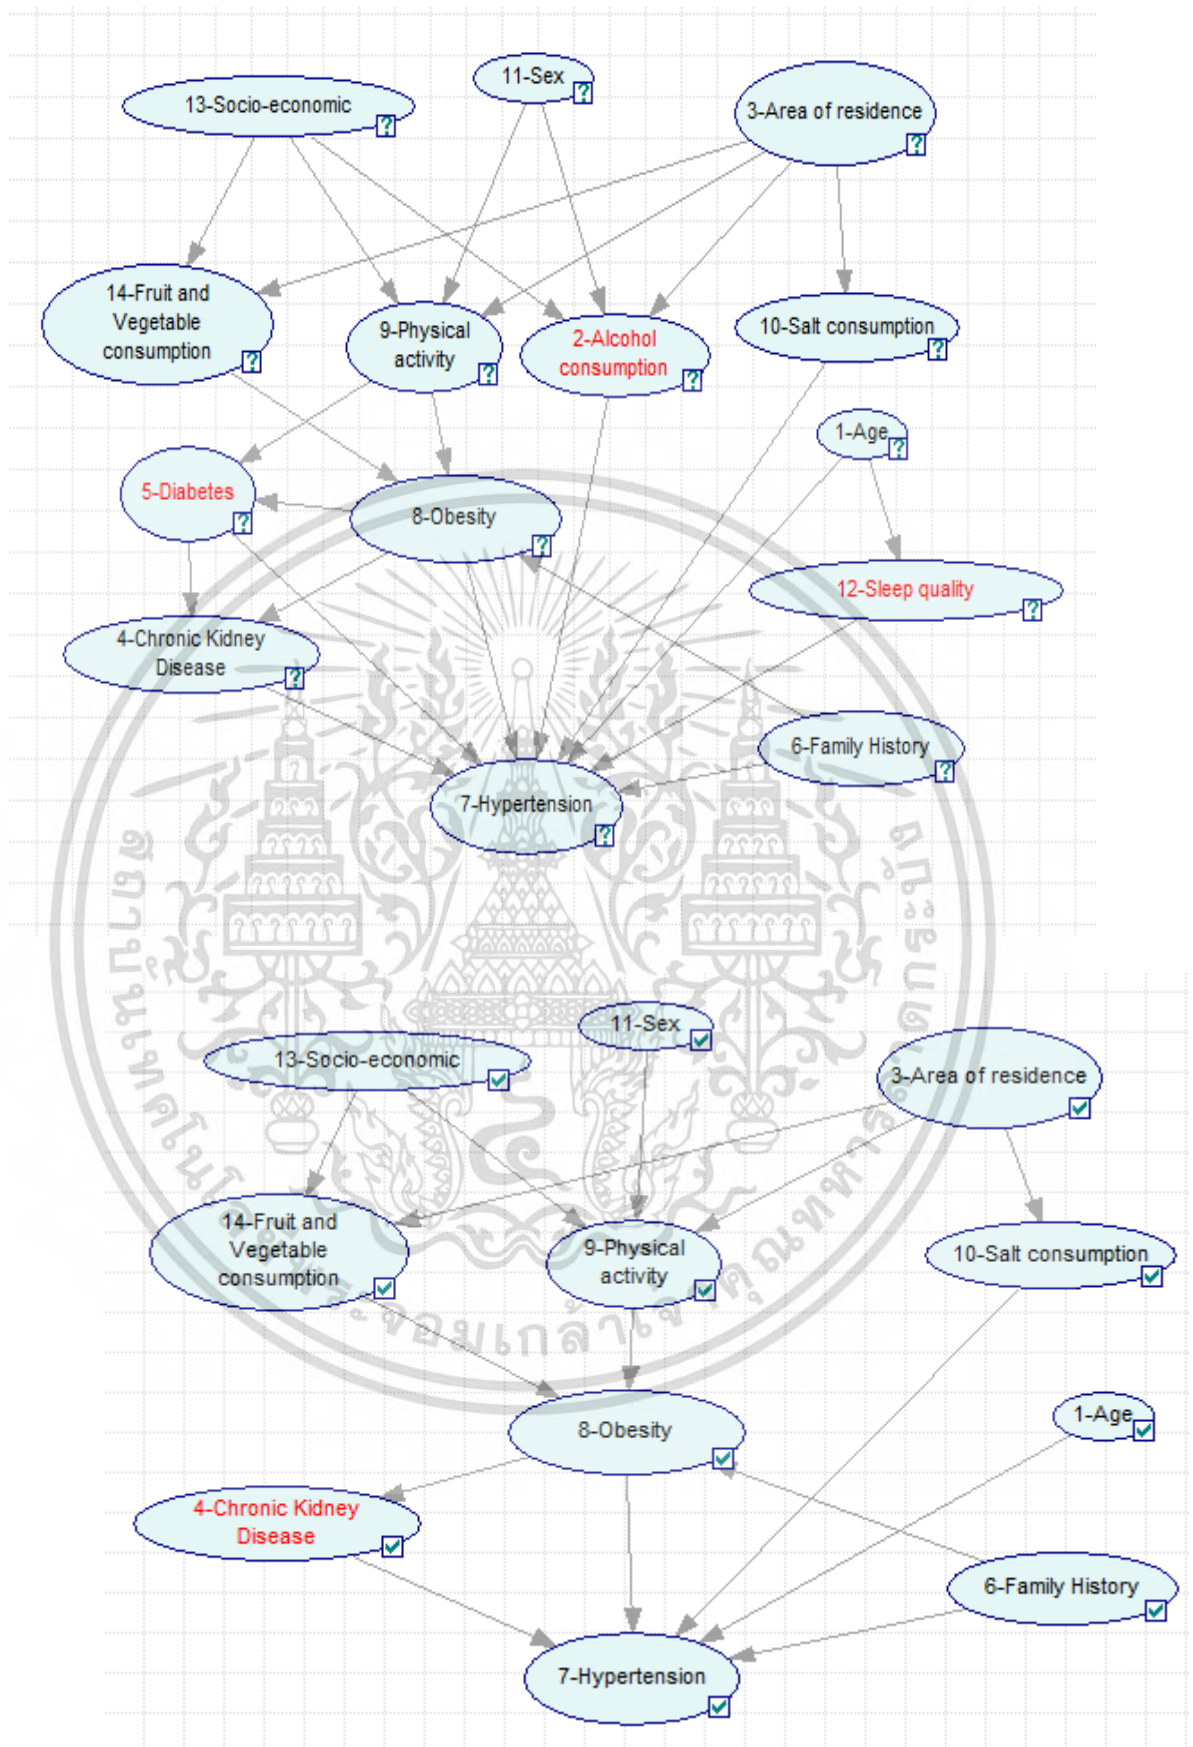 11-Sex
13-Socio-economic
3-Area of residence
14-Fruit and
Vegetable
consumption
9-Physical
activity
2-Alcohol
consumption
10-Salt consumption
1-Age
5-Diabetes
8-Obesity
12-Sleep quality
4-Chronic Kidney
Disease
6-Family History
7-Hypertension
11-Sex
13-Socio-economic
3-Area of residence
14-Fruit and
Vegetable
consumption
9-Physical
activity
10-Salt consumption
8-Obesity
1-Age
4-Chronic Kidney
Disease
6-Family History
7-Hypertension